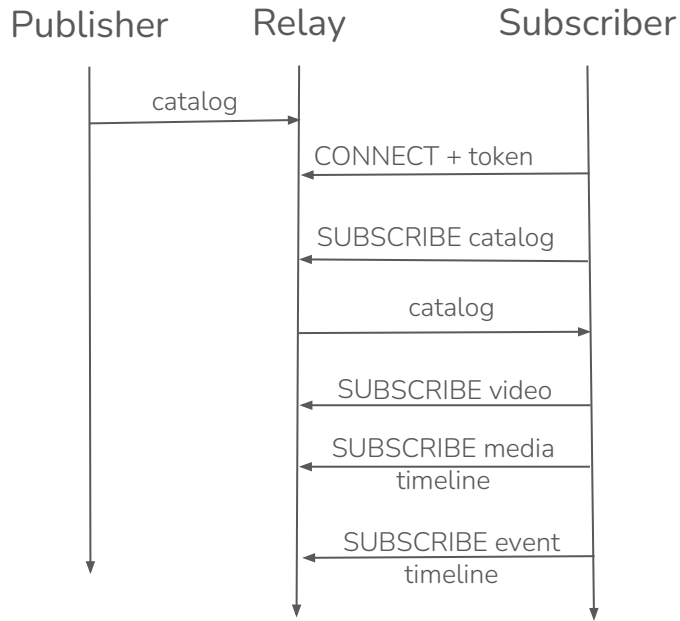 Publisher
Relay
Subscriber
catalog
CONNECT + token
SUBSCRIBE catalog
catalog
SUBSCRIBE video
SUBSCRIBE media
timeline
SUBSCRIBE event
timeline